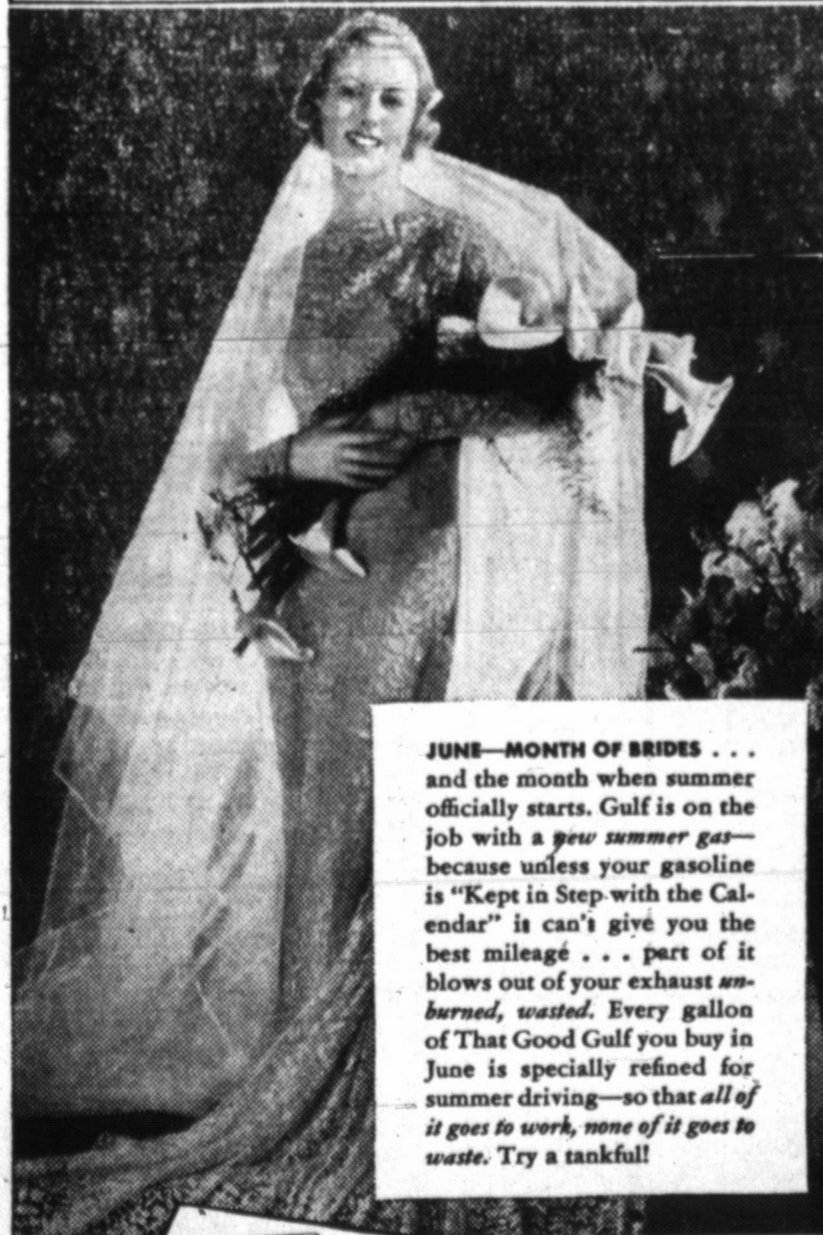 JUNE—MONTH OF BRIDES . . .
and the month when summer
officially starts. Gulf is on the
job with a new summer gas—
because unless your gasoline
is "Kept in Step with the Cal-
endar" it can't give you the
best mileage . . . part of it
blows out of your exhaust un-
burned, wasted. Every gallon
of That Good Gulf you buy in
June is specially refined for
summer driving—so that all of
it goes to work, none of it goes to
waste. Try a tankful!